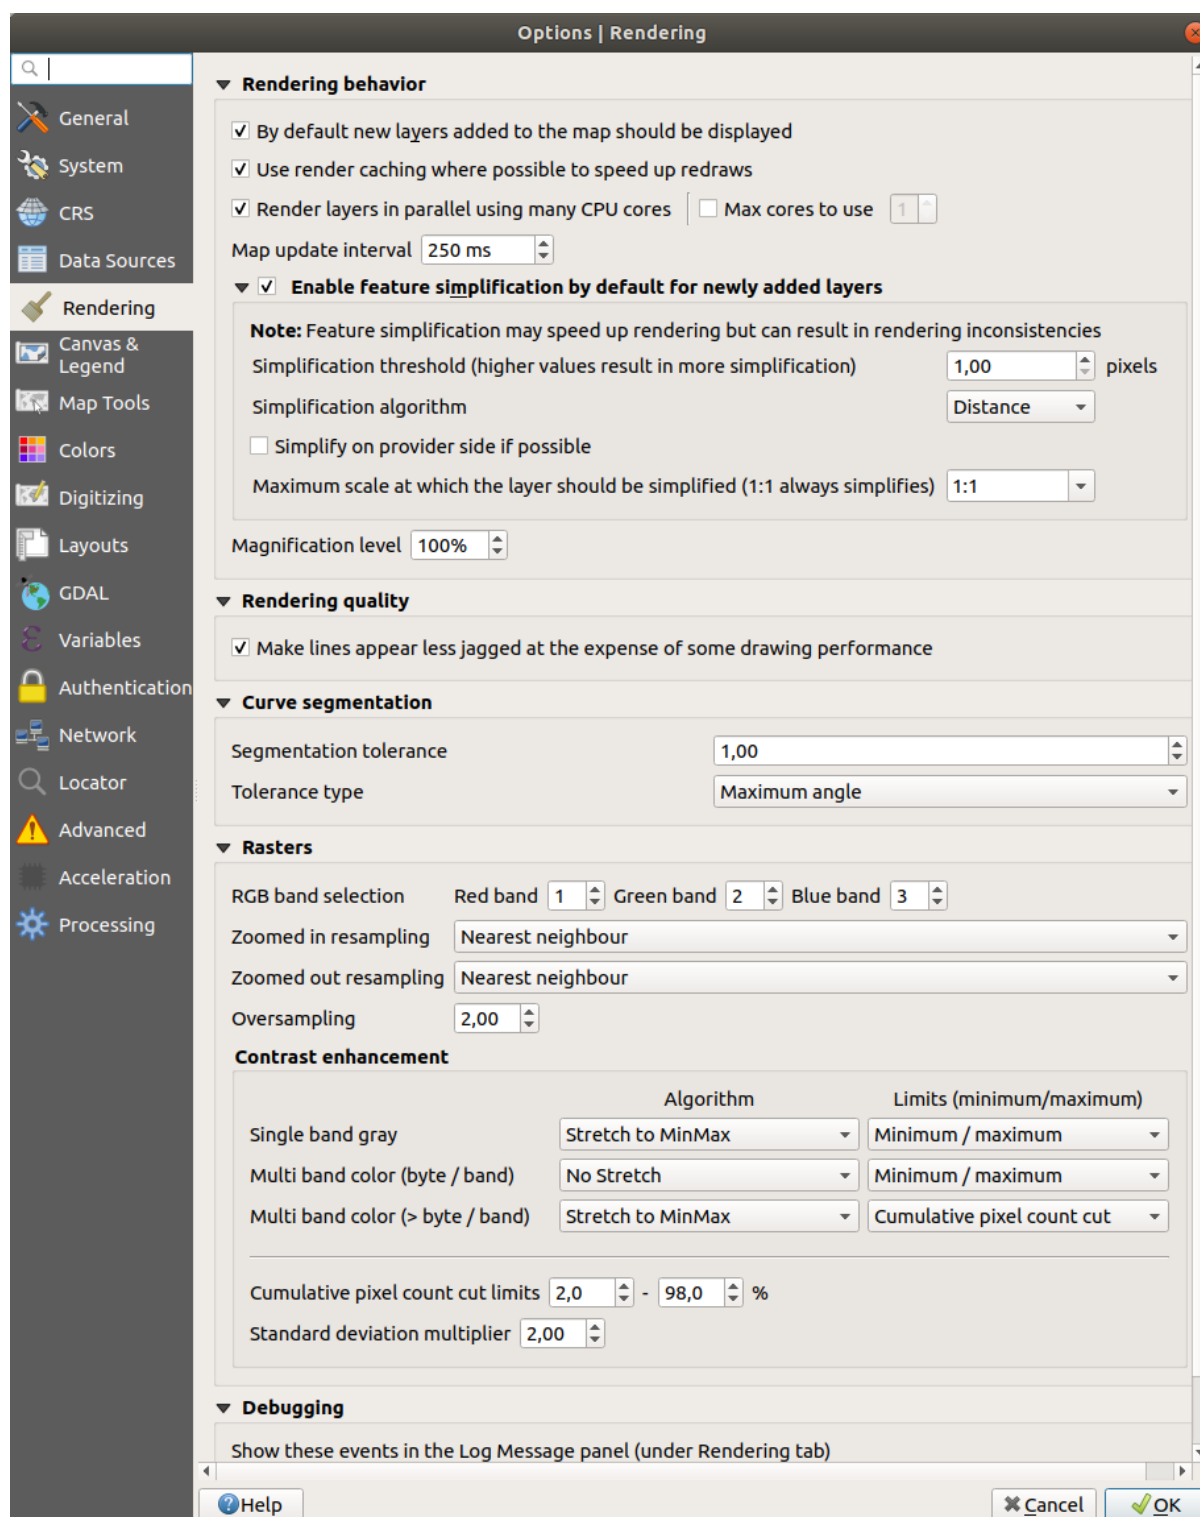 Options | Rendering
General
System
CRS
Data Sources
Rendering
Canvas &
Legend
Map Tools
Colors
Digitizing
Layouts
GDAL
Variables
Authentication
Network
Locator
Advanced
Acceleration
Processing
Rendering behavior
By default new layers added to the map should be displayed
Use render caching where possible to speed up redraws
Render layers in parallel using many CPU cores Max cores to use 1
Map update interval 250 ms
Enable feature simplification by default for newly added layers
Note: Feature simplification may speed up rendering but can result in rendering inconsistencies
Simplification threshold (higher values result in more simplification) 1,00 pixels
Simplification algorithm Distance
Simplify on provider side if possible
Maximum scale at which the layer should be simplified (1:1 always simplifies) 1:1
Magnification level 100%
Rendering quality
Make lines appear less jagged at the expense of some drawing performance
Curve segmentation
Segmentation tolerance 1,00
Tolerance type Maximum angle
Rasters
RGB band selection Red band 1 Green band 2 Blue band 3
Zoomed in resampling Nearest neighbour
Zoomed out resampling Nearest neighbour
Oversampling 2,00
Contrast enhancement
Algorithm Limits (minimum/maximum)
Single band gray Stretch to MinMax Minimum / maximum
Multi band color (byte / band) No Stretch Minimum / maximum
Multi band color (> byte / band) Stretch to MinMax Cumulative pixel count cut
Cumulative pixel count cut limits 2,0 - 98,0 %
Standard deviation multiplier 2,00
Debugging
Show these events in the Log Message panel (under Rendering tab)
Help Cancel OK